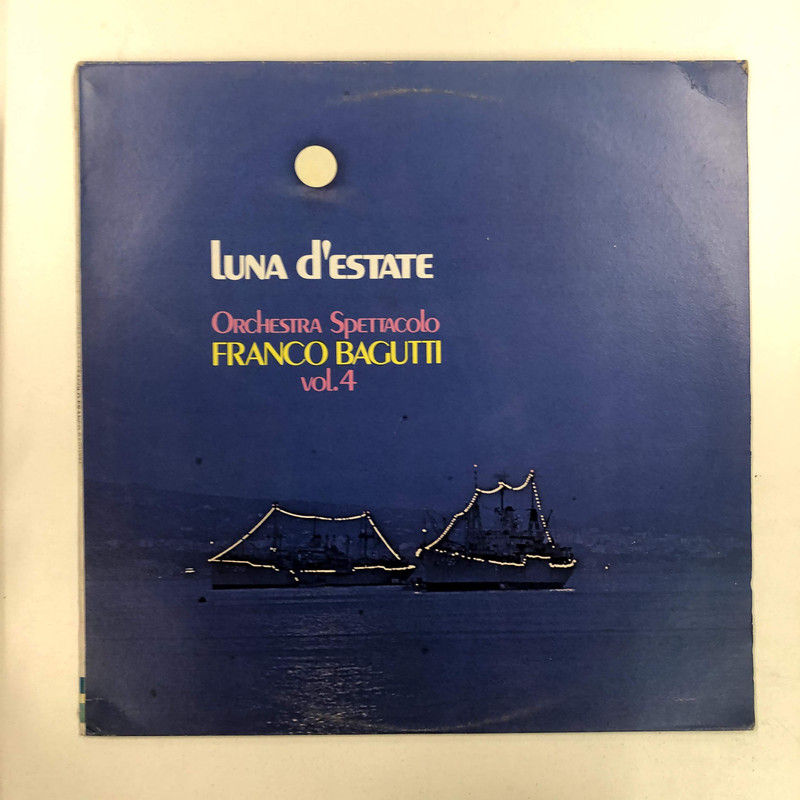 luna d'estate
Orchestra Spettacolo
FRANCO BAGUTTI
vol.4